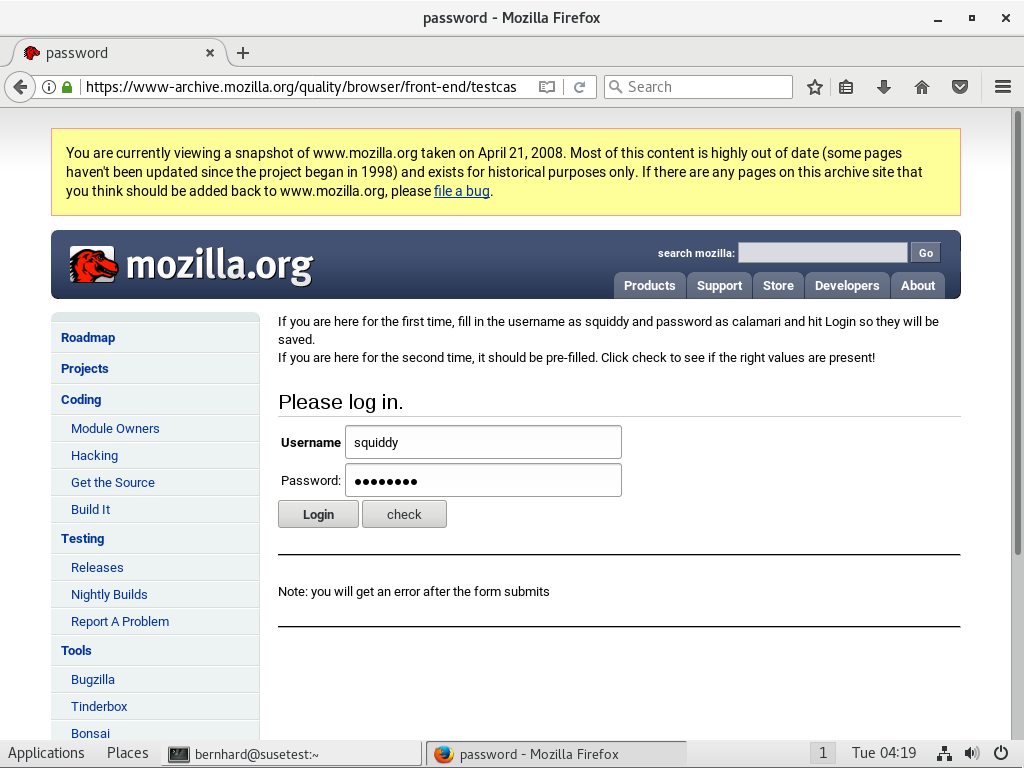 password - Mozilla Firefox
password
https://www-archive.mozilla.org/quality/browser/front-end/testcas
Search
You are currently viewing a snapshot of www.mozilla.org taken on April 21, 2008. Most of this content is highly out of date (some pages
haven't been updated since the project began in 1998) and exists for historical purposes only. If there are any pages on this archive site that
you think should be added back to www.mozilla.org, please file a bug.
mozilla.org
search mozilla:
Go
Products Support Store Developers About
Roadmap
Projects
Coding
Module Owners
Hacking
Get the Source
Build It
Testing
Releases
Nightly Builds
Report A Problem
Tools
Bugzilla
Tinderbox
Bonsai
If you are here for the first time, fill in the username as squiddy and password as calamari and hit Login so they will be
saved.
If you are here for the second time, it should be pre-filled. Click check to see if the right values are present!
Please log in.
Username squiddy
Password: ●●●●●●●●
Login check
Note: you will get an error after the form submits
Applications Places bernhard@susetest:~ password - Mozilla Firefox 1 Tue 04:19